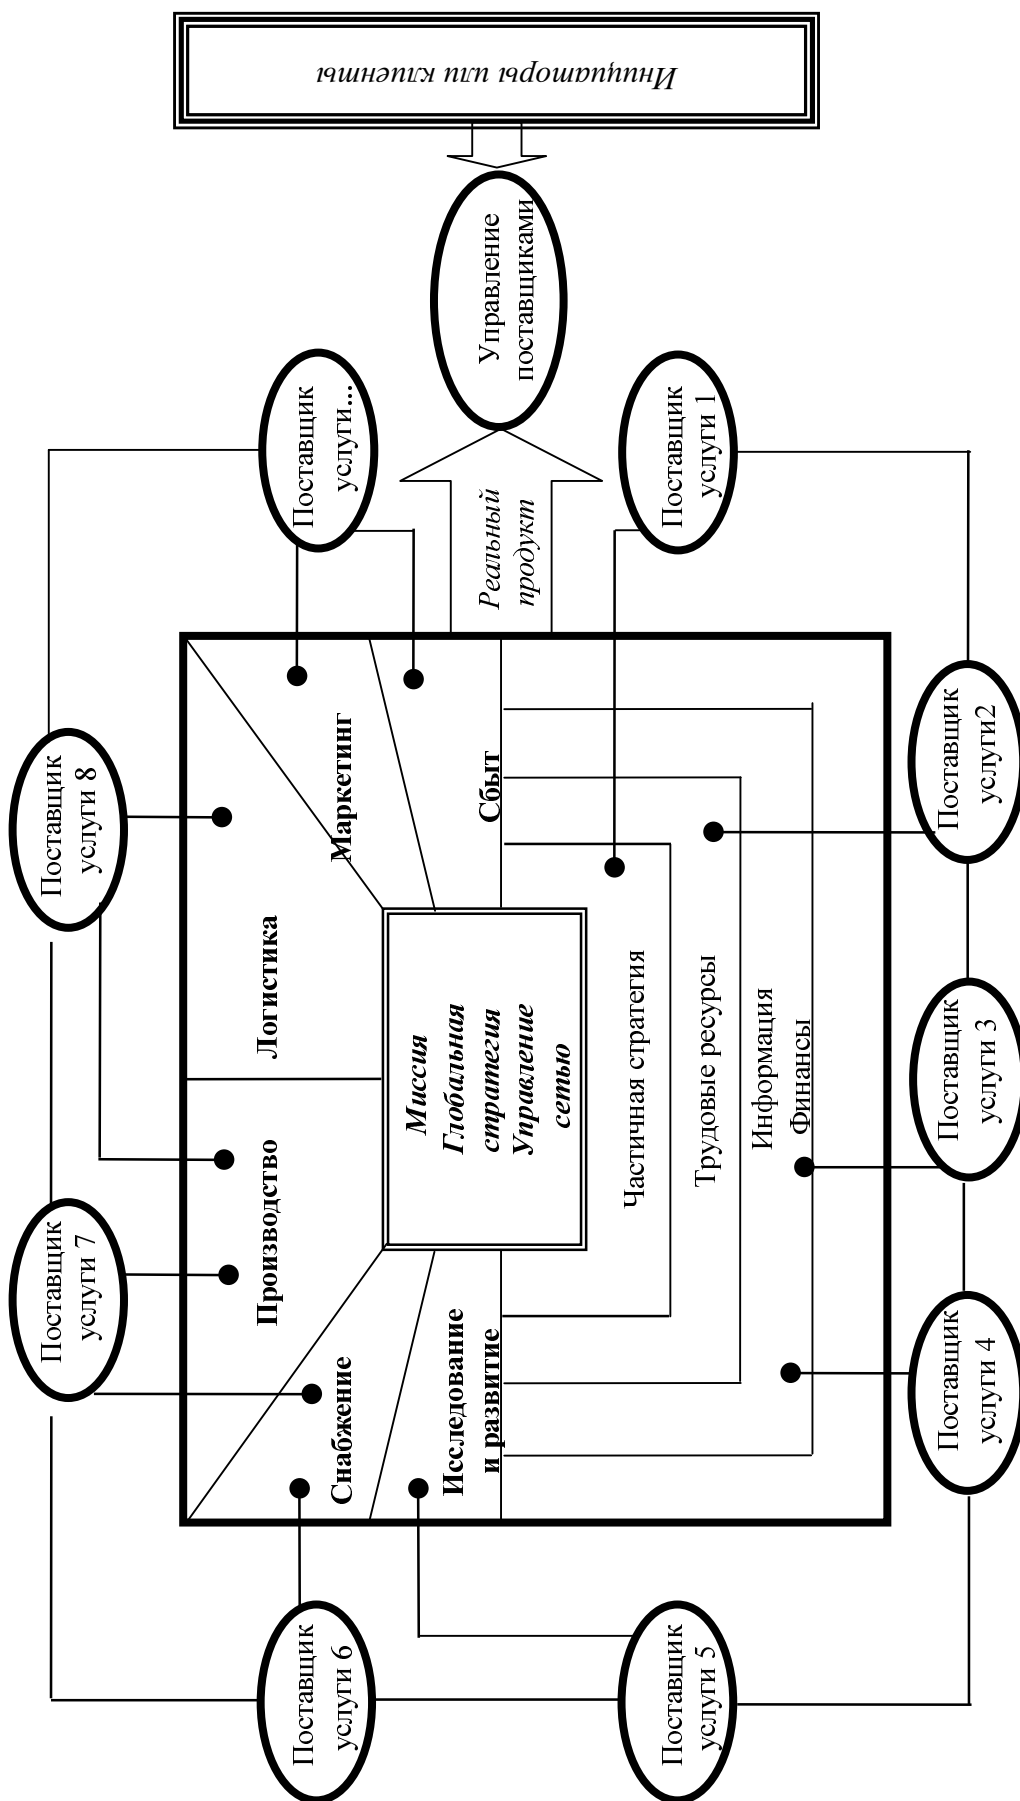 Инициаторы или клиенты
Управление
поставщиками
Реальный
продукт
Поставщик
услуги...
Поставщик
услуги 1
Поставщик
услуги2
Поставщик
услуги 3
Поставщик
услуги 4
Поставщик
услуги 5
Поставщик
услуги 6
Поставщик
услуги 7
Поставщик
услуги 8
Снабжение
Исследование
и развитие
Производство
Логистика
Маркетинг
Сбыт
Миссия
Глобальная
стратегия
Управление
сетью
Частичная стратегия
Трудовые ресурсы
Информация
Финансы